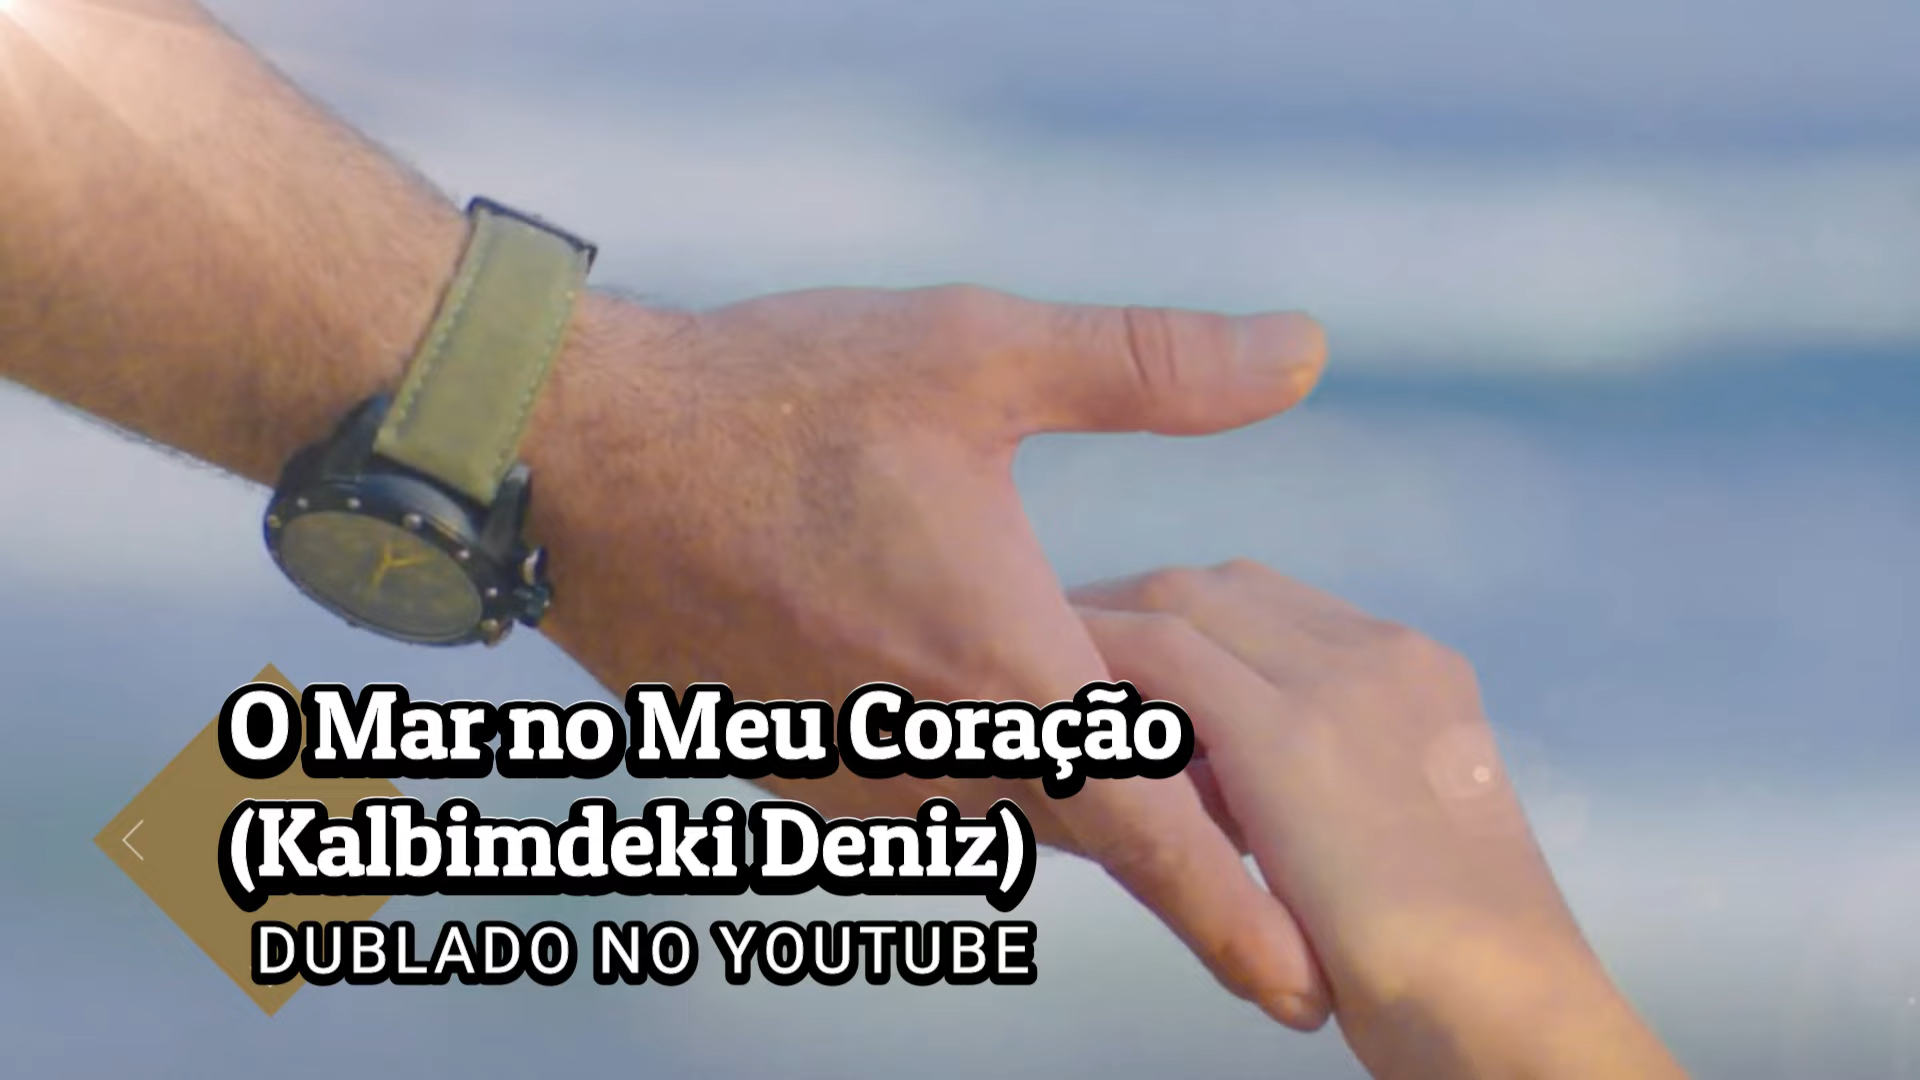 O Mar no Meu Coração
(Kalbimdeki Deniz)
DUBLADO NO YOUTUBE